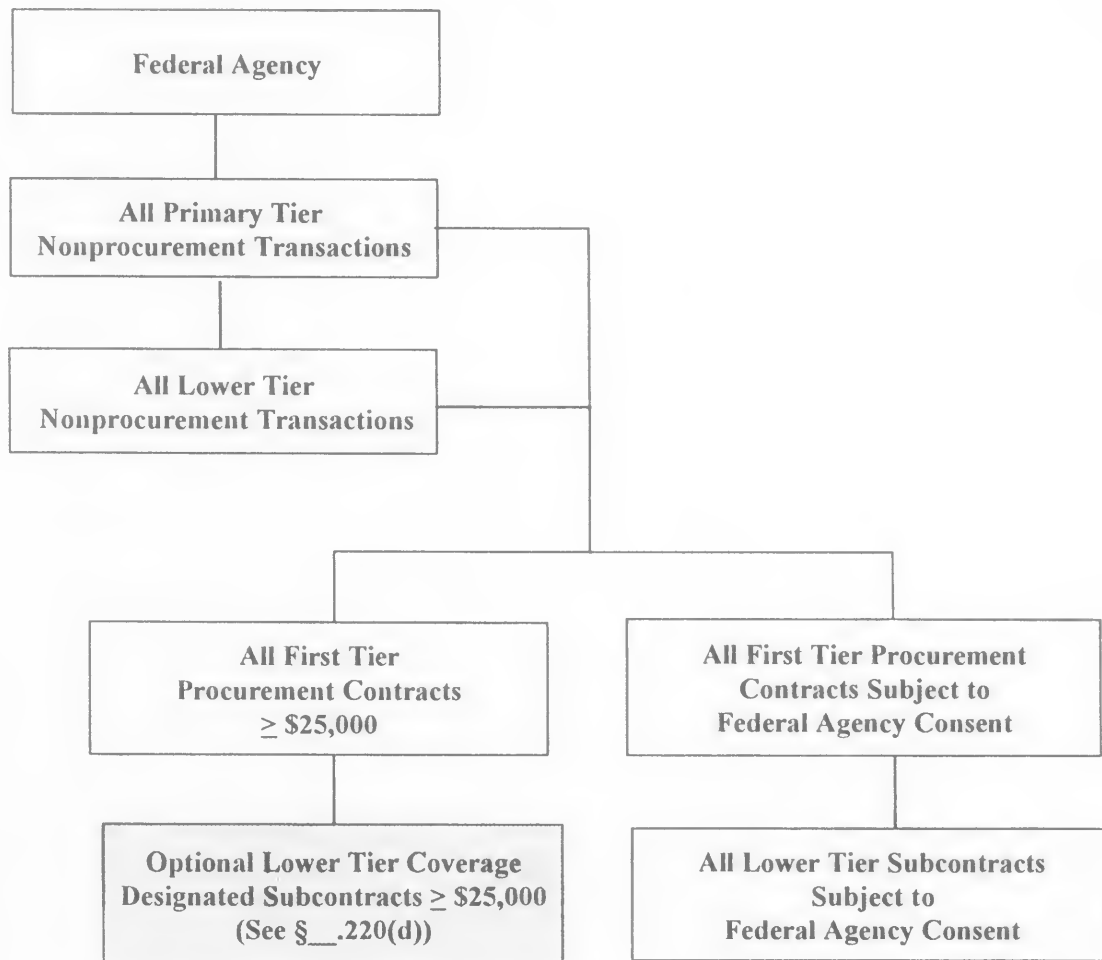 Federal Agency
All Primary Tier
Nonprocurement Transactions
All Lower Tier
Nonprocurement Transactions
All First Tier
Procurement Contracts
≥ $25,000
All First Tier Procurement
Contracts Subject to
Federal Agency Consent
Optional Lower Tier Coverage
Designated Subcontracts ≥ $25,000
(See §__.220(d))
All Lower Tier Subcontracts
Subject to
Federal Agency Consent